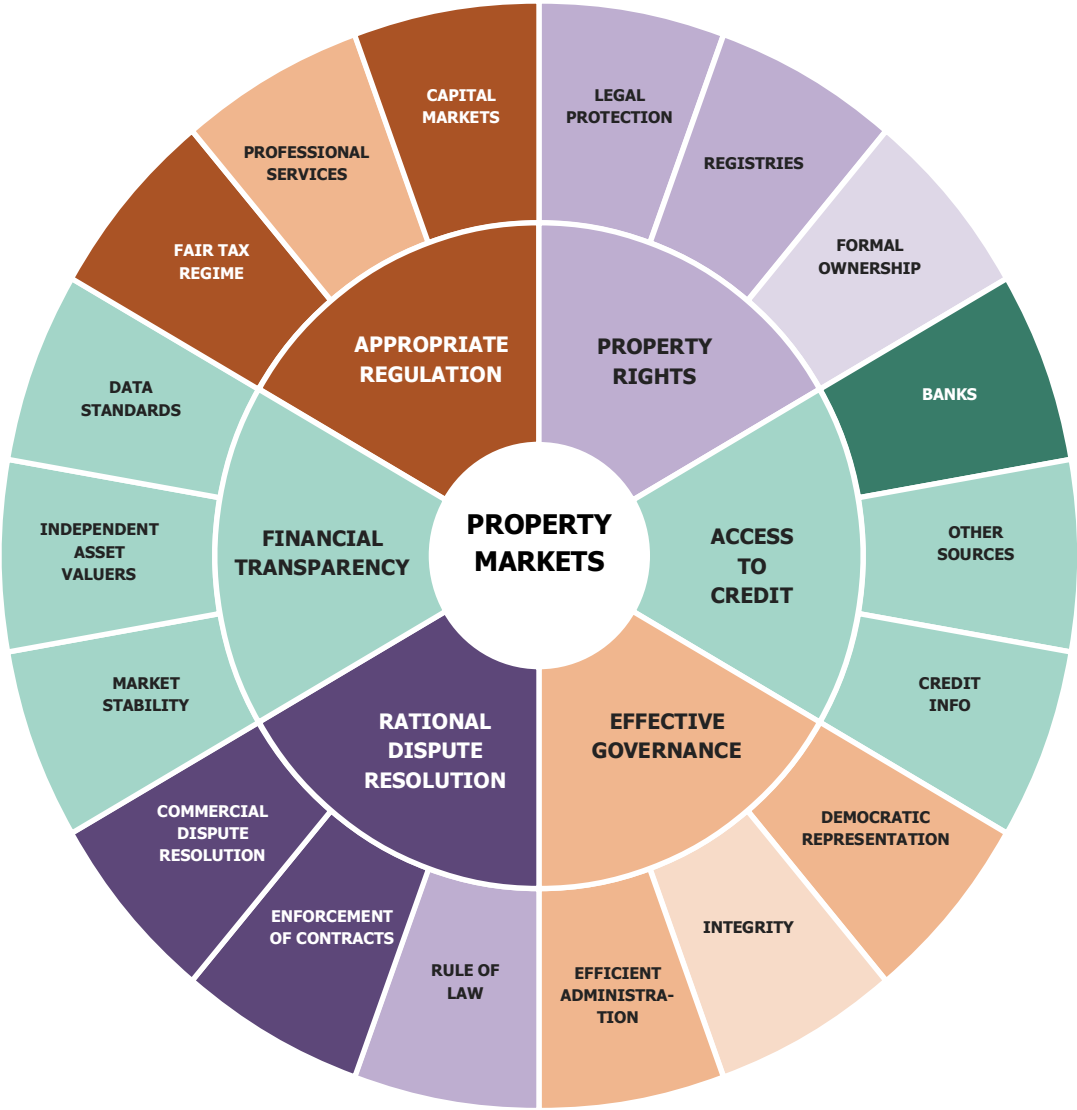 PROPERTY
MARKETS
PROPERTY
RIGHTS
LEGAL
PROTECTION
REGISTRIES
FORMAL
OWNERSHIP
ACCESS
TO
CREDIT
BANKS
OTHER
SOURCES
CREDIT
INFO
EFFECTIVE
GOVERNANCE
DEMOCRATIC
REPRESENTATION
INTEGRITY
EFFICIENT
ADMINISTRA-
TION
RATIONAL
DISPUTE
RESOLUTION
RULE OF
LAW
ENFORCEMENT
OF CONTRACTS
COMMERCIAL
DISPUTE
RESOLUTION
FINANCIAL
TRANSPARENCY
MARKET
STABILITY
INDEPENDENT
ASSET
VALUERS
DATA
STANDARDS
APPROPRIATE
REGULATION
FAIR TAX
REGIME
PROFESSIONAL
SERVICES
CAPITAL
MARKETS